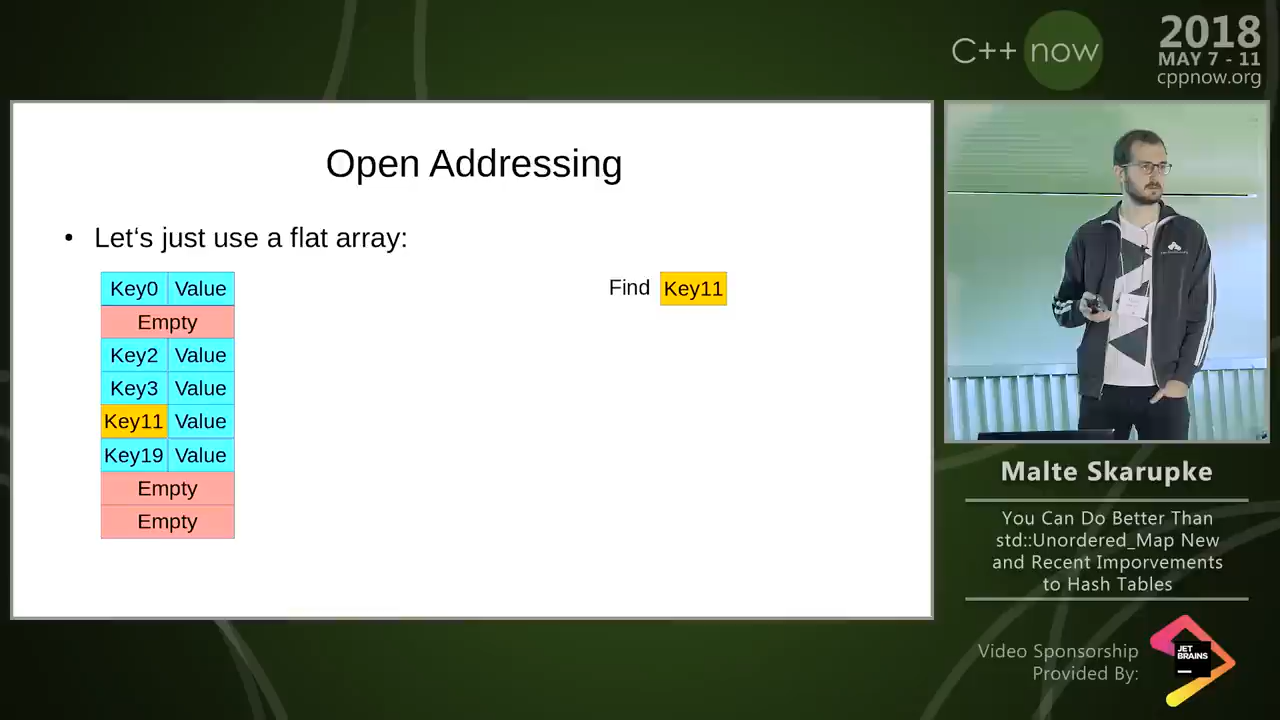 C++ now
2018
MAY 7 - 11
cppnow.org
Open Addressing
• Let‘s just use a flat array:
Key0 Value
Empty
Key2 Value
Key3 Value
Key11 Value
Key19 Value
Empty
Empty
Find Key11
Malte Skarupke
You Can Do Better Than
std::Unordered_Map New
and Recent Imporvements
to Hash Tables
Video Sponsorship
Provided By:
JET
BRAINS